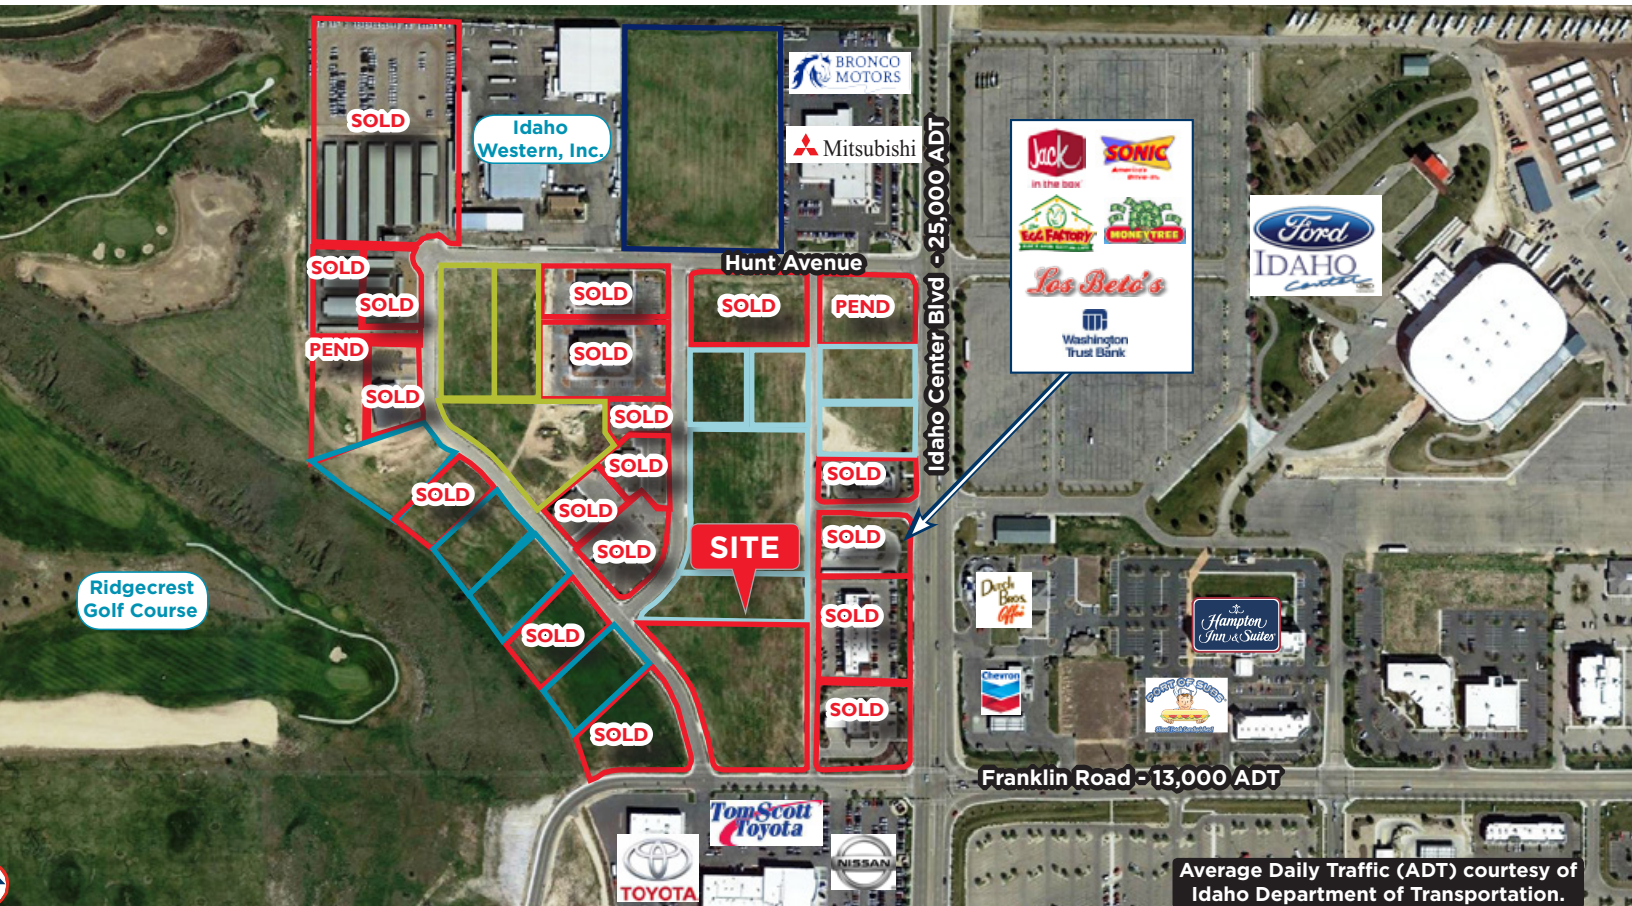 BRONCO
MOTORS
Mitsubishi
SOLD
Idaho
Western, Inc.
Idaho Center Blvd - 25,000 ADT
Jack
in the box
SONIC
America's
Drive-In.
EGG FACTORY
MONEYTREE
Los Beto's
Washington
Trust Bank
Ford
IDAHO
Center
Hunt Avenue
SOLD
SOLD
SOLD
SOLD
PEND
PEND
SOLD
SOLD
SOLD
SOLD
SOLD
SOLD
SOLD
SOLD
SOLD
SITE
Ridgecrest
Golf Course
SOLD
SOLD
SOLD
SOLD
Dutch
Bros.
Coffee
Hampton
Inn & Suites
Chevron
PORT OF SUBS
Franklin Road - 13,000 ADT
Tom Scott
Toyota
TOYOTA
NISSAN
Average Daily Traffic (ADT) courtesy of
Idaho Department of Transportation.